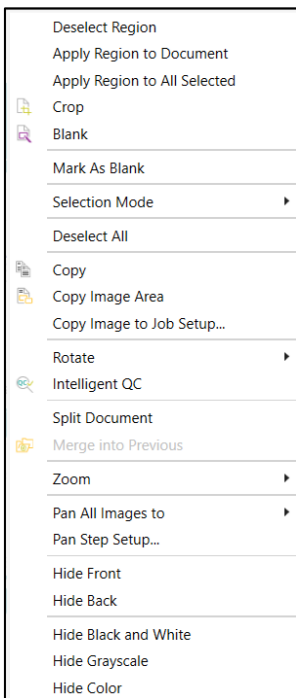 Deselect Region
Apply Region to Document
Apply Region to All Selected
Crop
Blank
Mark As Blank
Selection Mode
Deselect All
Copy
Copy Image Area
Copy Image to Job Setup...
Rotate
Intelligent QC
Split Document
Merge into Previous
Zoom
Pan All Images to
Pan Step Setup...
Hide Front
Hide Back
Hide Black and White
Hide Grayscale
Hide Color